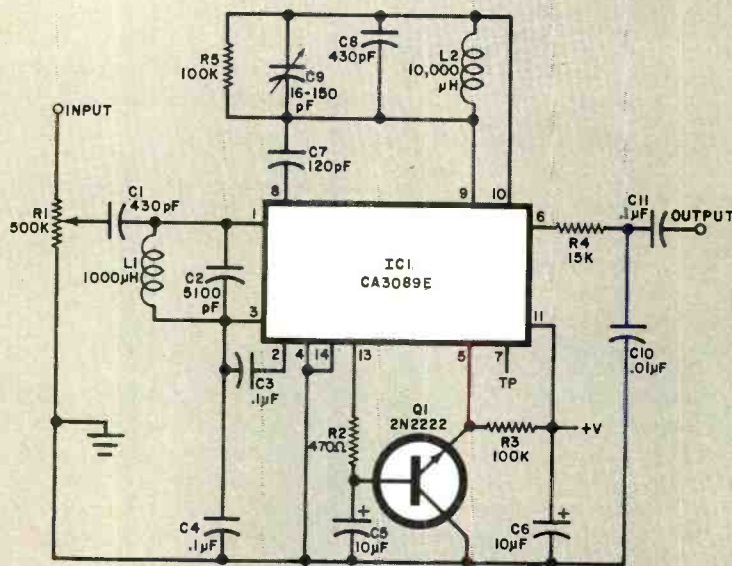 C8
430pF
L2
10,000
µH
R5
100K
C9
16-150
pF
INPUT
C7
120pF
8
9
10
C1
430pF
R1
500K
1
6
C11
.1µF
OUTPUT
R4
15K
L1
1000µH
C2
5100
pF
IC1
CA3089E
3
11
2
4
14
13
5
7
C10
.01µF
C3
.1µF
TP
Q1
2N2222
R2
470Ω
+V
R3
100K
C4
.1µF
+
C5
10µF
C6
10µF
+